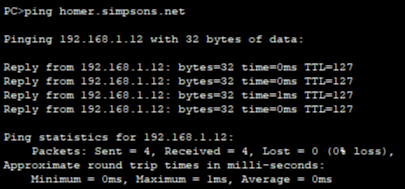 PC>ping homer.simpsons.net
Pinging 192.168.1.12 with 32 bytes of data:
Reply from 192.168.1.12: bytes=32 time=0ms TTL=127
Reply from 192.168.1.12: bytes=32 time=0ms TTL=127
Reply from 192.168.1.12: bytes=32 time=1ms TTL=127
Reply from 192.168.1.12: bytes=32 time=0ms TTL=127
Ping statistics for 192.168.1.12:
Packets: Sent = 4, Received = 4, Lost = 0 (0% loss),
Approximate round trip times in milli-seconds:
Minimum = 0ms, Maximum = 1ms, Average = 0ms